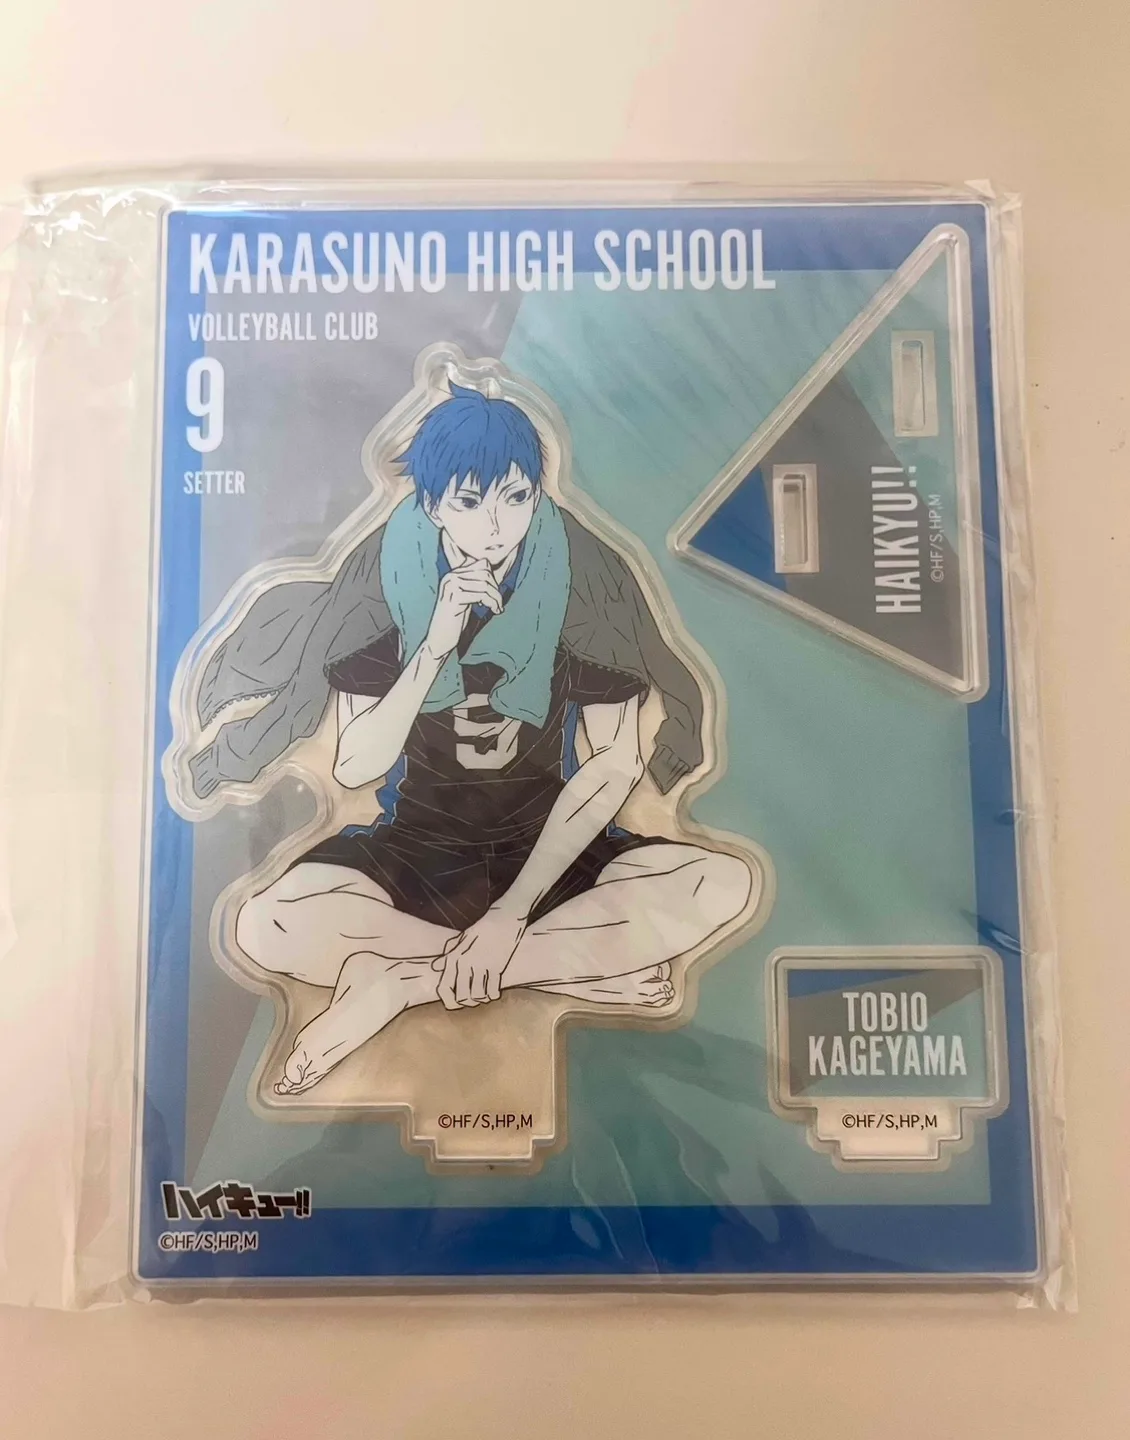 KARASUNO HIGH SCHOOL
VOLLEYBALL CLUB
9
SETTER
HAIKYU!!
©HF/S,HP,M
9
TOBIO
KAGEYAMA
©HF/S,HP,M
©HF/S,HP,M
ハイキュー!!
©HF/S,HP,M